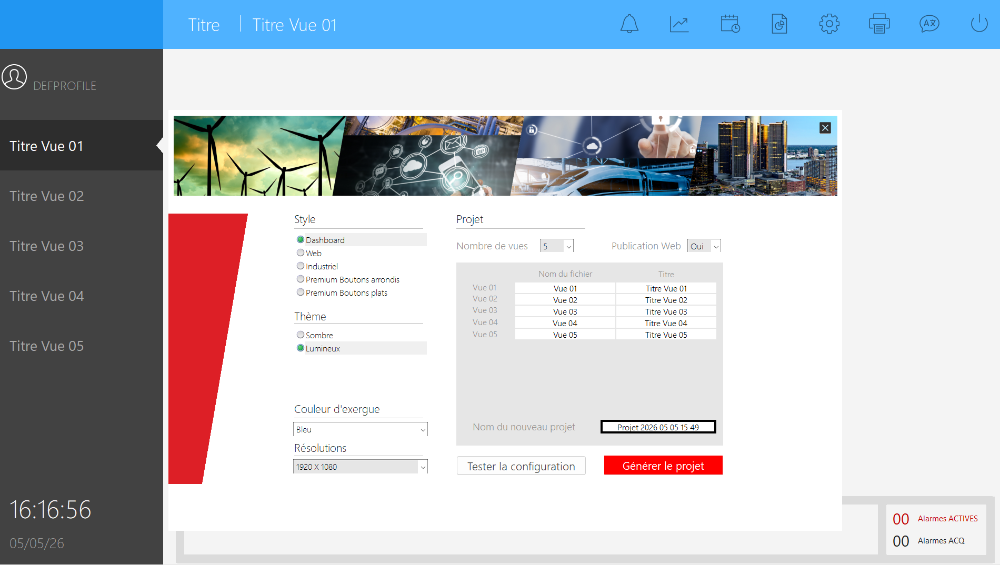 Titre | Titre Vue 01
DEFPROFILE
Titre Vue 01
Titre Vue 02
Titre Vue 03
Titre Vue 04
Titre Vue 05
16:16:56
05/05/26
Style
Dashboard
Web
Industriel
Premium Boutons arrondis
Premium Boutons plats
Thème
Sombre
Lumineux
Couleur d'exergue
Bleu
Résolutions
1920 X 1080
Projet
Nombre de vues 5 Publication Web Oui
Nom du fichier Titre
Vue 01 Vue 01 Titre Vue 01
Vue 02 Vue 02 Titre Vue 02
Vue 03 Vue 03 Titre Vue 03
Vue 04 Vue 04 Titre Vue 04
Vue 05 Vue 05 Titre Vue 05
Nom du nouveau projet Projet 2026 05 05 15 49
Tester la configuration Générer le projet
00 Alarmes ACTIVES
00 Alarmes ACQ